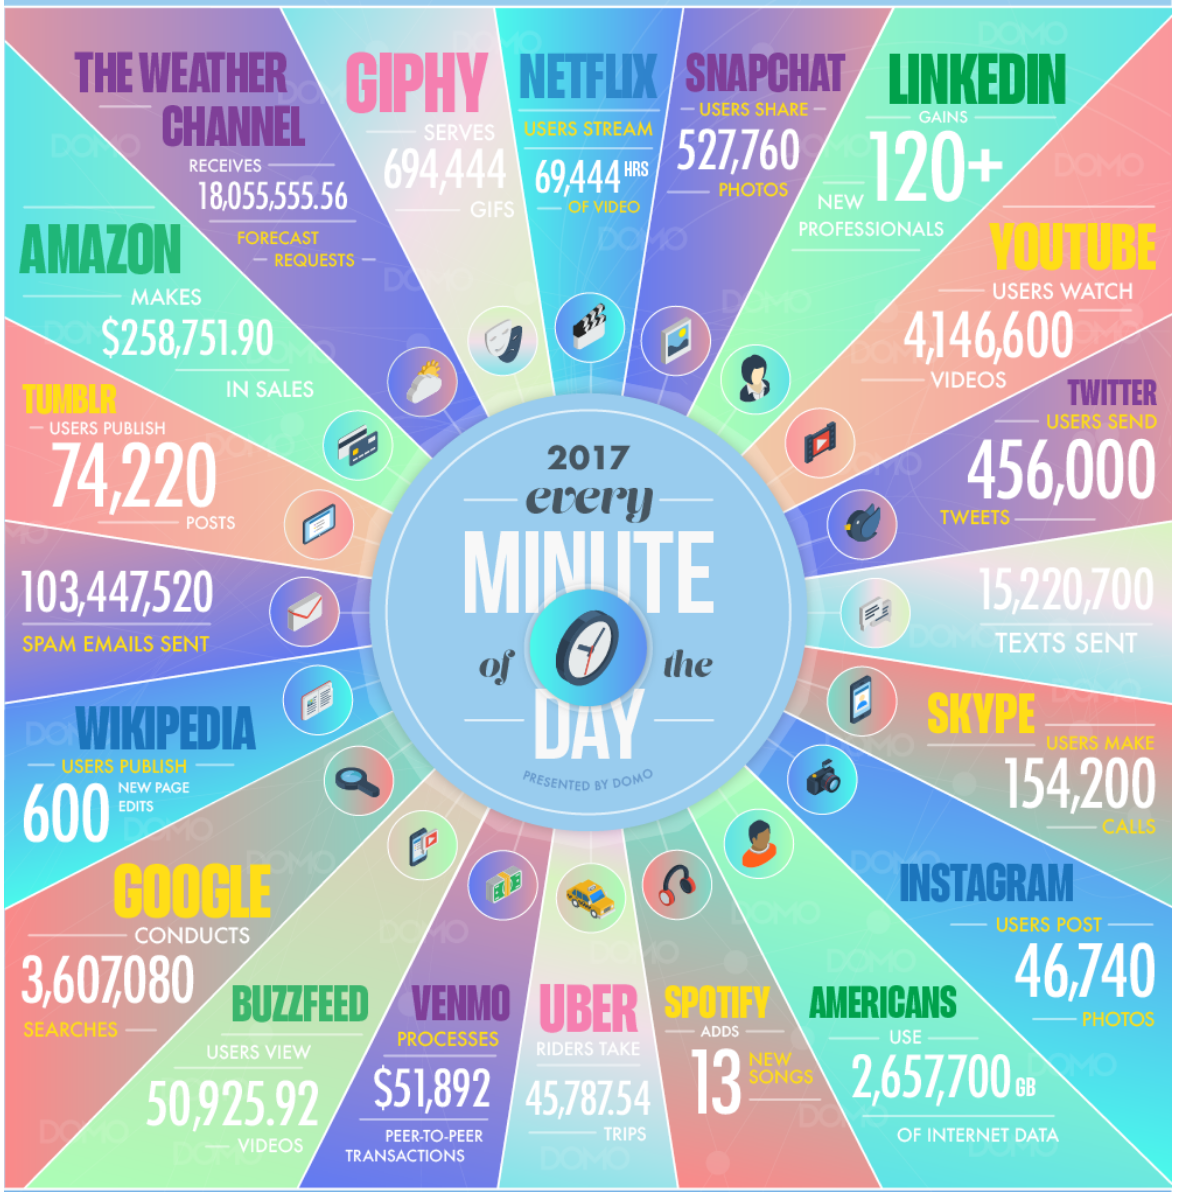 THE WEATHER
CHANNEL
RECEIVES
18,055,555.56
FORECAST
REQUESTS
GIPHY
SERVES
694,444
GIFS
NETFLIX
USERS STREAM
69,444 HRS
OF VIDEO
SNAPCHAT
USERS SHARE
527,760
PHOTOS
LINKEDIN
GAINS
120+
NEW
PROFESSIONALS
YOUTUBE
USERS WATCH
4,146,600
VIDEOS
TWITTER
USERS SEND
456,000
TWEETS
15,220,700
TEXTS SENT
SKYPE
USERS MAKE
154,200
CALLS
INSTAGRAM
USERS POST
46,740
PHOTOS
AMERICANS
USE
2,657,700 GB
OF INTERNET DATA
SPOTIFY
ADDS
13 NEW
SONGS
UBER
RIDERS TAKE
45,787.54
TRIPS
VENMO
PROCESSES
$51,892
PEER-TO-PEER
TRANSACTIONS
BUZZFEED
USERS VIEW
50,925.92
VIDEOS
GOOGLE
CONDUCTS
3,607,080
SEARCHES
WIKIPEDIA
USERS PUBLISH
600 NEW PAGE
EDITS
103,447,520
SPAM EMAILS SENT
TUMBLR
USERS PUBLISH
74,220
POSTS
AMAZON
MAKES
$258,751.90
IN SALES
2017
every
MINUTE
of the
DAY
PRESENTED BY DOMO